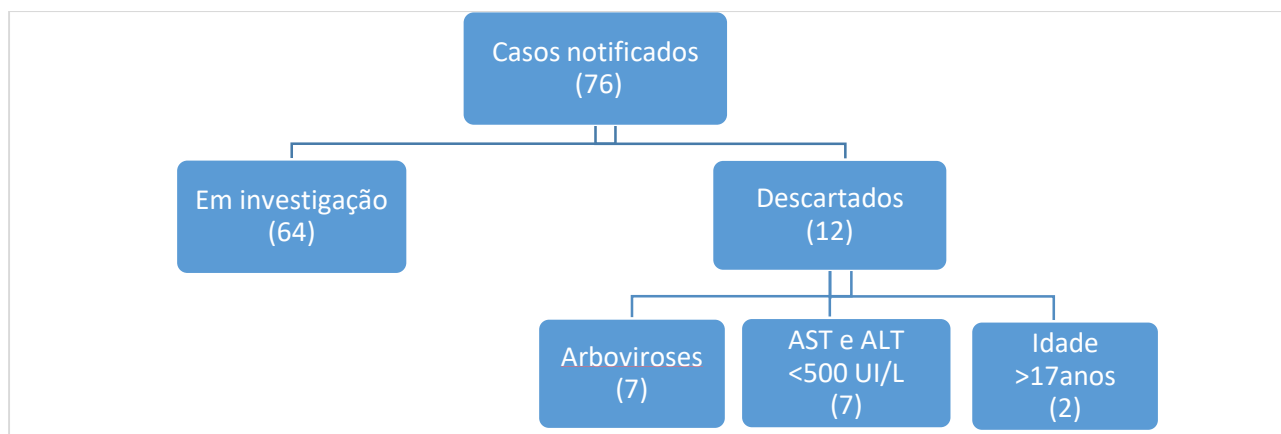 Casos notificados
(76)
Em investigação
(64)
Descartados
(12)
Arboviroses
(7)
AST e ALT
<500 UI/L
(7)
Idade
>17anos
(2)